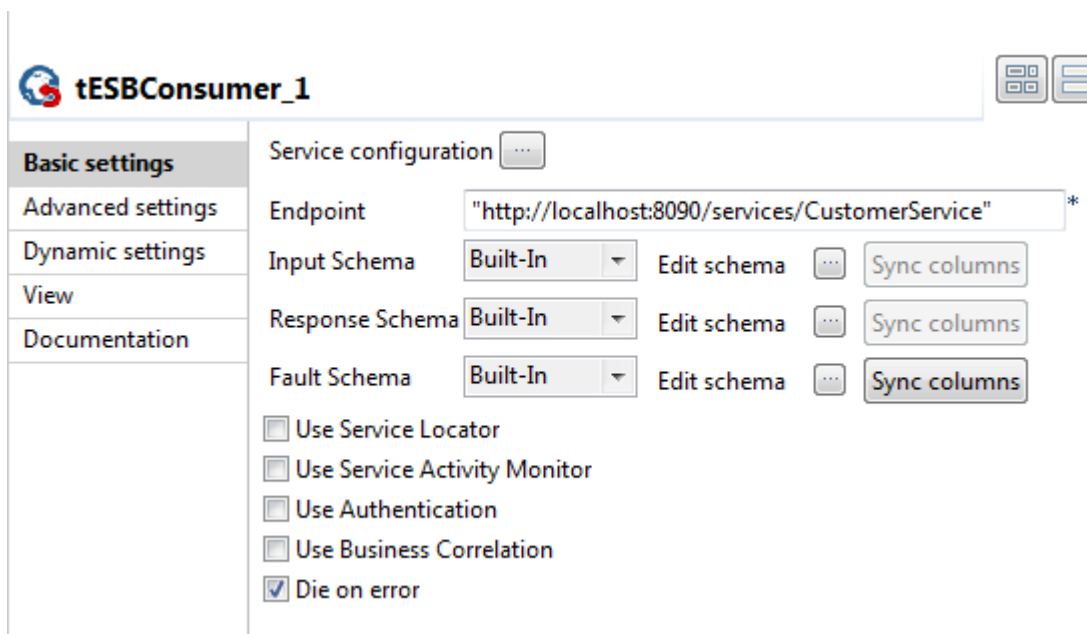 tESBConsumer_1
Basic settings
Advanced settings
Dynamic settings
View
Documentation
Service configuration ...
Endpoint "http://localhost:8090/services/CustomerService" *
Input Schema Built-In Edit schema ... Sync columns
Response Schema Built-In Edit schema ... Sync columns
Fault Schema Built-In Edit schema ... Sync columns
Use Service Locator
Use Service Activity Monitor
Use Authentication
Use Business Correlation
Die on error